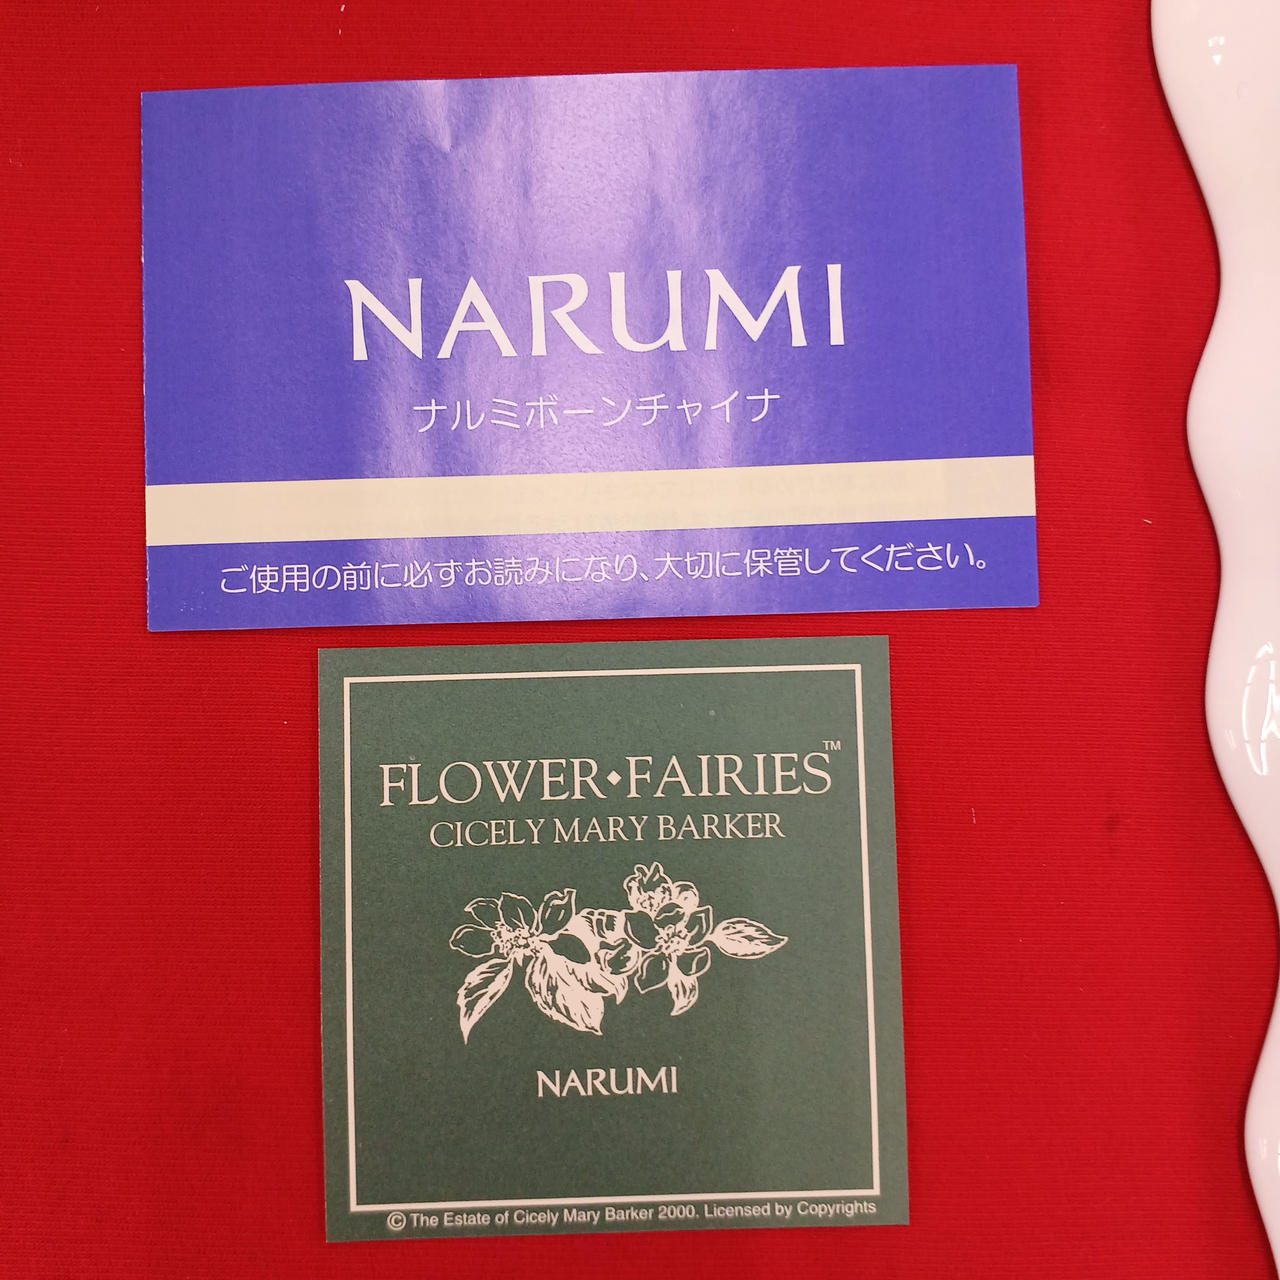 NARUMI
ナルミボーンチャイナ
ご使用の前に必ずお読みになり、大切に保管してください。
FLOWER◆FAIRIES™
CICELY MARY BARKER
NARUMI
© The Estate of Cicely Mary Barker 2000. Licensed by Copyrights